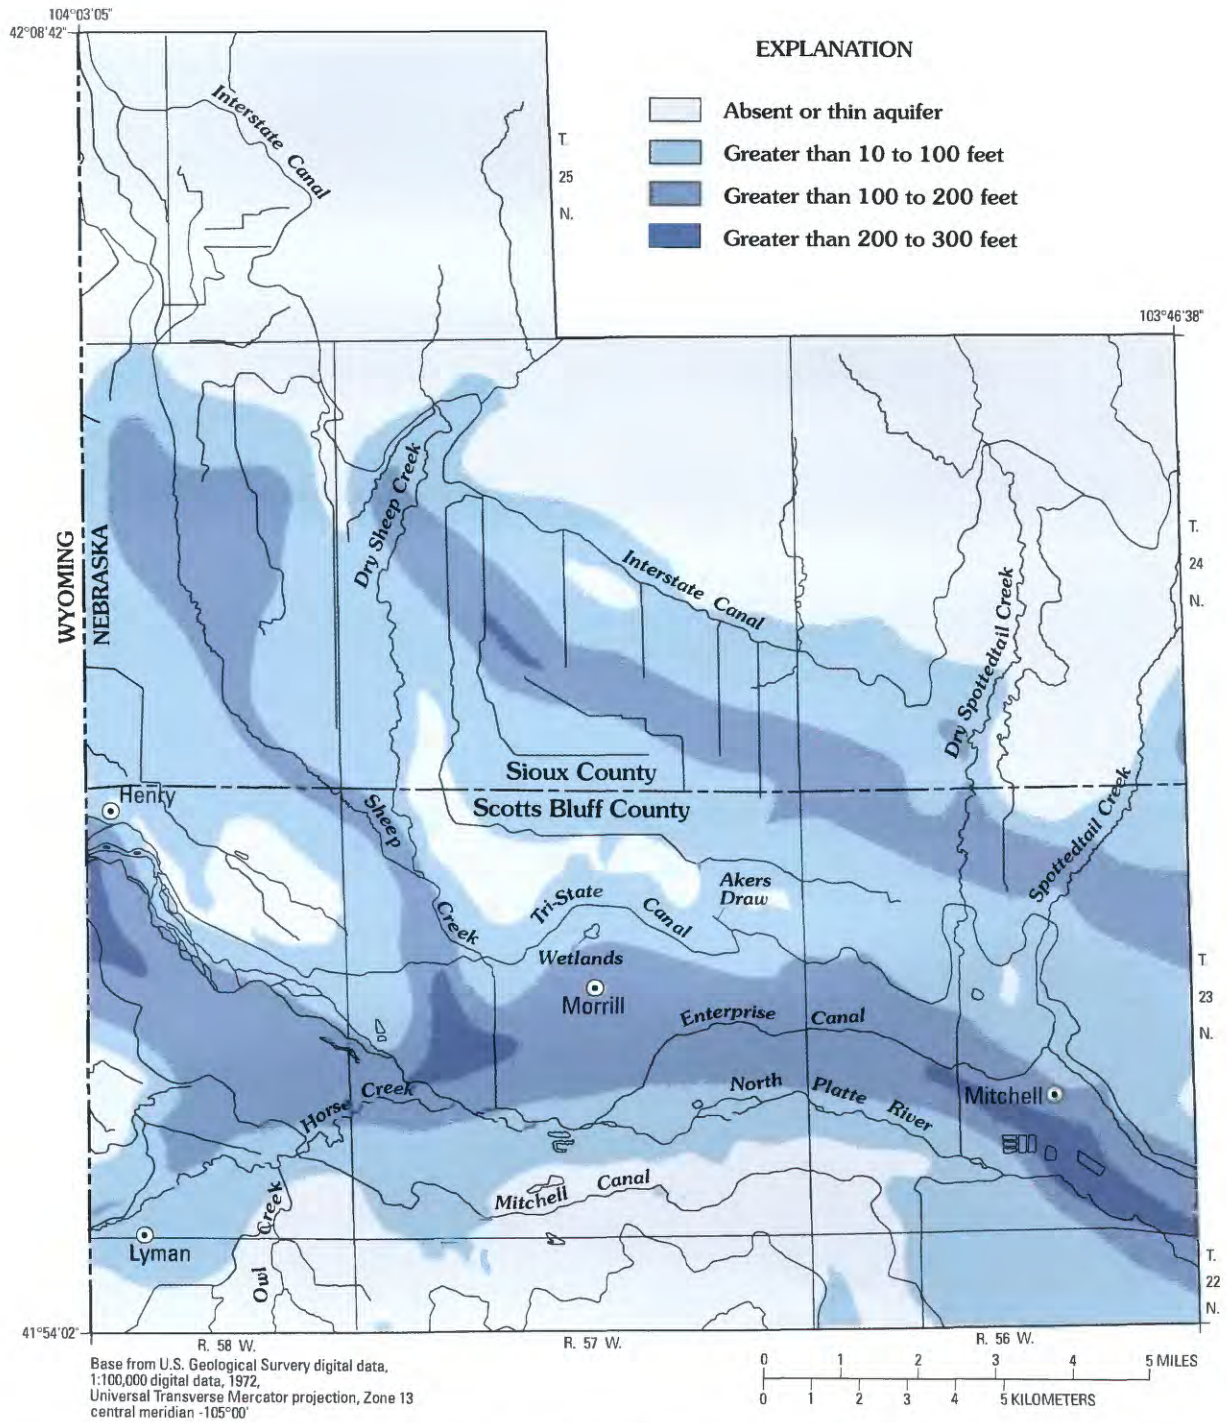 104°03'05"
42°08'42"
EXPLANATION
Absent or thin aquifer
Greater than 10 to 100 feet
Greater than 100 to 200 feet
Greater than 200 to 300 feet
Interstate Canal
T.
25
N.
103°46'38"
WYOMING
NEBRASKA
Dry Sheep Creek
Interstate Canal
Dry Spottedtail Creek
T.
24
N.
Sioux County
Scotts Bluff County
Henry
Sheep
Creek
Spottedtail Creek
Akers
Draw
Tri-State
Canal
Wetlands
Morrill
T.
23
N.
Enterprise Canal
Horse Creek
North Platte River
Mitchell
Mitchell Canal
Owl Creek
Lyman
T.
22
N.
41°54'02"
R. 58 W.
R. 57 W.
R. 56 W.
Base from U.S. Geological Survery digital data,
1:100,000 digital data, 1972,
Universal Transverse Mercator projection, Zone 13
central meridian -105°00'
0 1 2 3 4 5 MILES
0 1 2 3 4 5 KILOMETERS